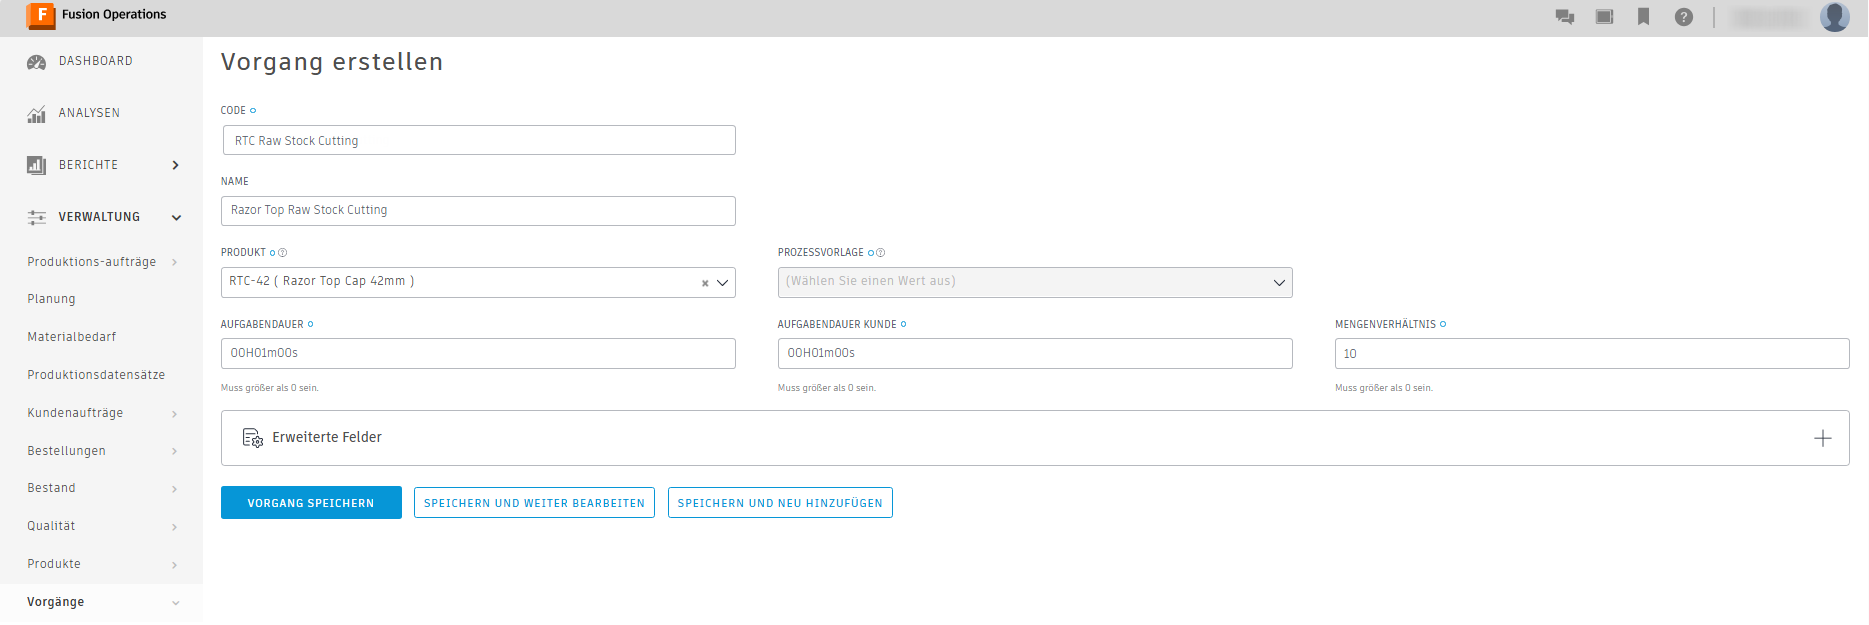 F Fusion Operations
?
DASHBOARD
ANALYSEN
BERICHTE
VERWALTUNG
Produktions-aufträge
Planung
Materialbedarf
Produktionsdatensätze
Kundenaufträge
Bestellungen
Bestand
Qualität
Produkte
Vorgänge
Vorgang erstellen
CODE
RTC Raw Stock Cutting
NAME
Razor Top Raw Stock Cutting
PRODUKT ?
RTC-42 ( Razor Top Cap 42mm ) ×
PROZESSVORLAGE ?
(Wählen Sie einen Wert aus)
AUFGABENDAUER
00H01m00s
Muss größer als 0 sein.
AUFGABENDAUER KUNDE
00H01m00s
Muss größer als 0 sein.
MENGENVERHÄLTNIS
10
Muss größer als 0 sein.
Erweiterte Felder
VORGANG SPEICHERN
SPEICHERN UND WEITER BEARBEITEN
SPEICHERN UND NEU HINZUFÜGEN